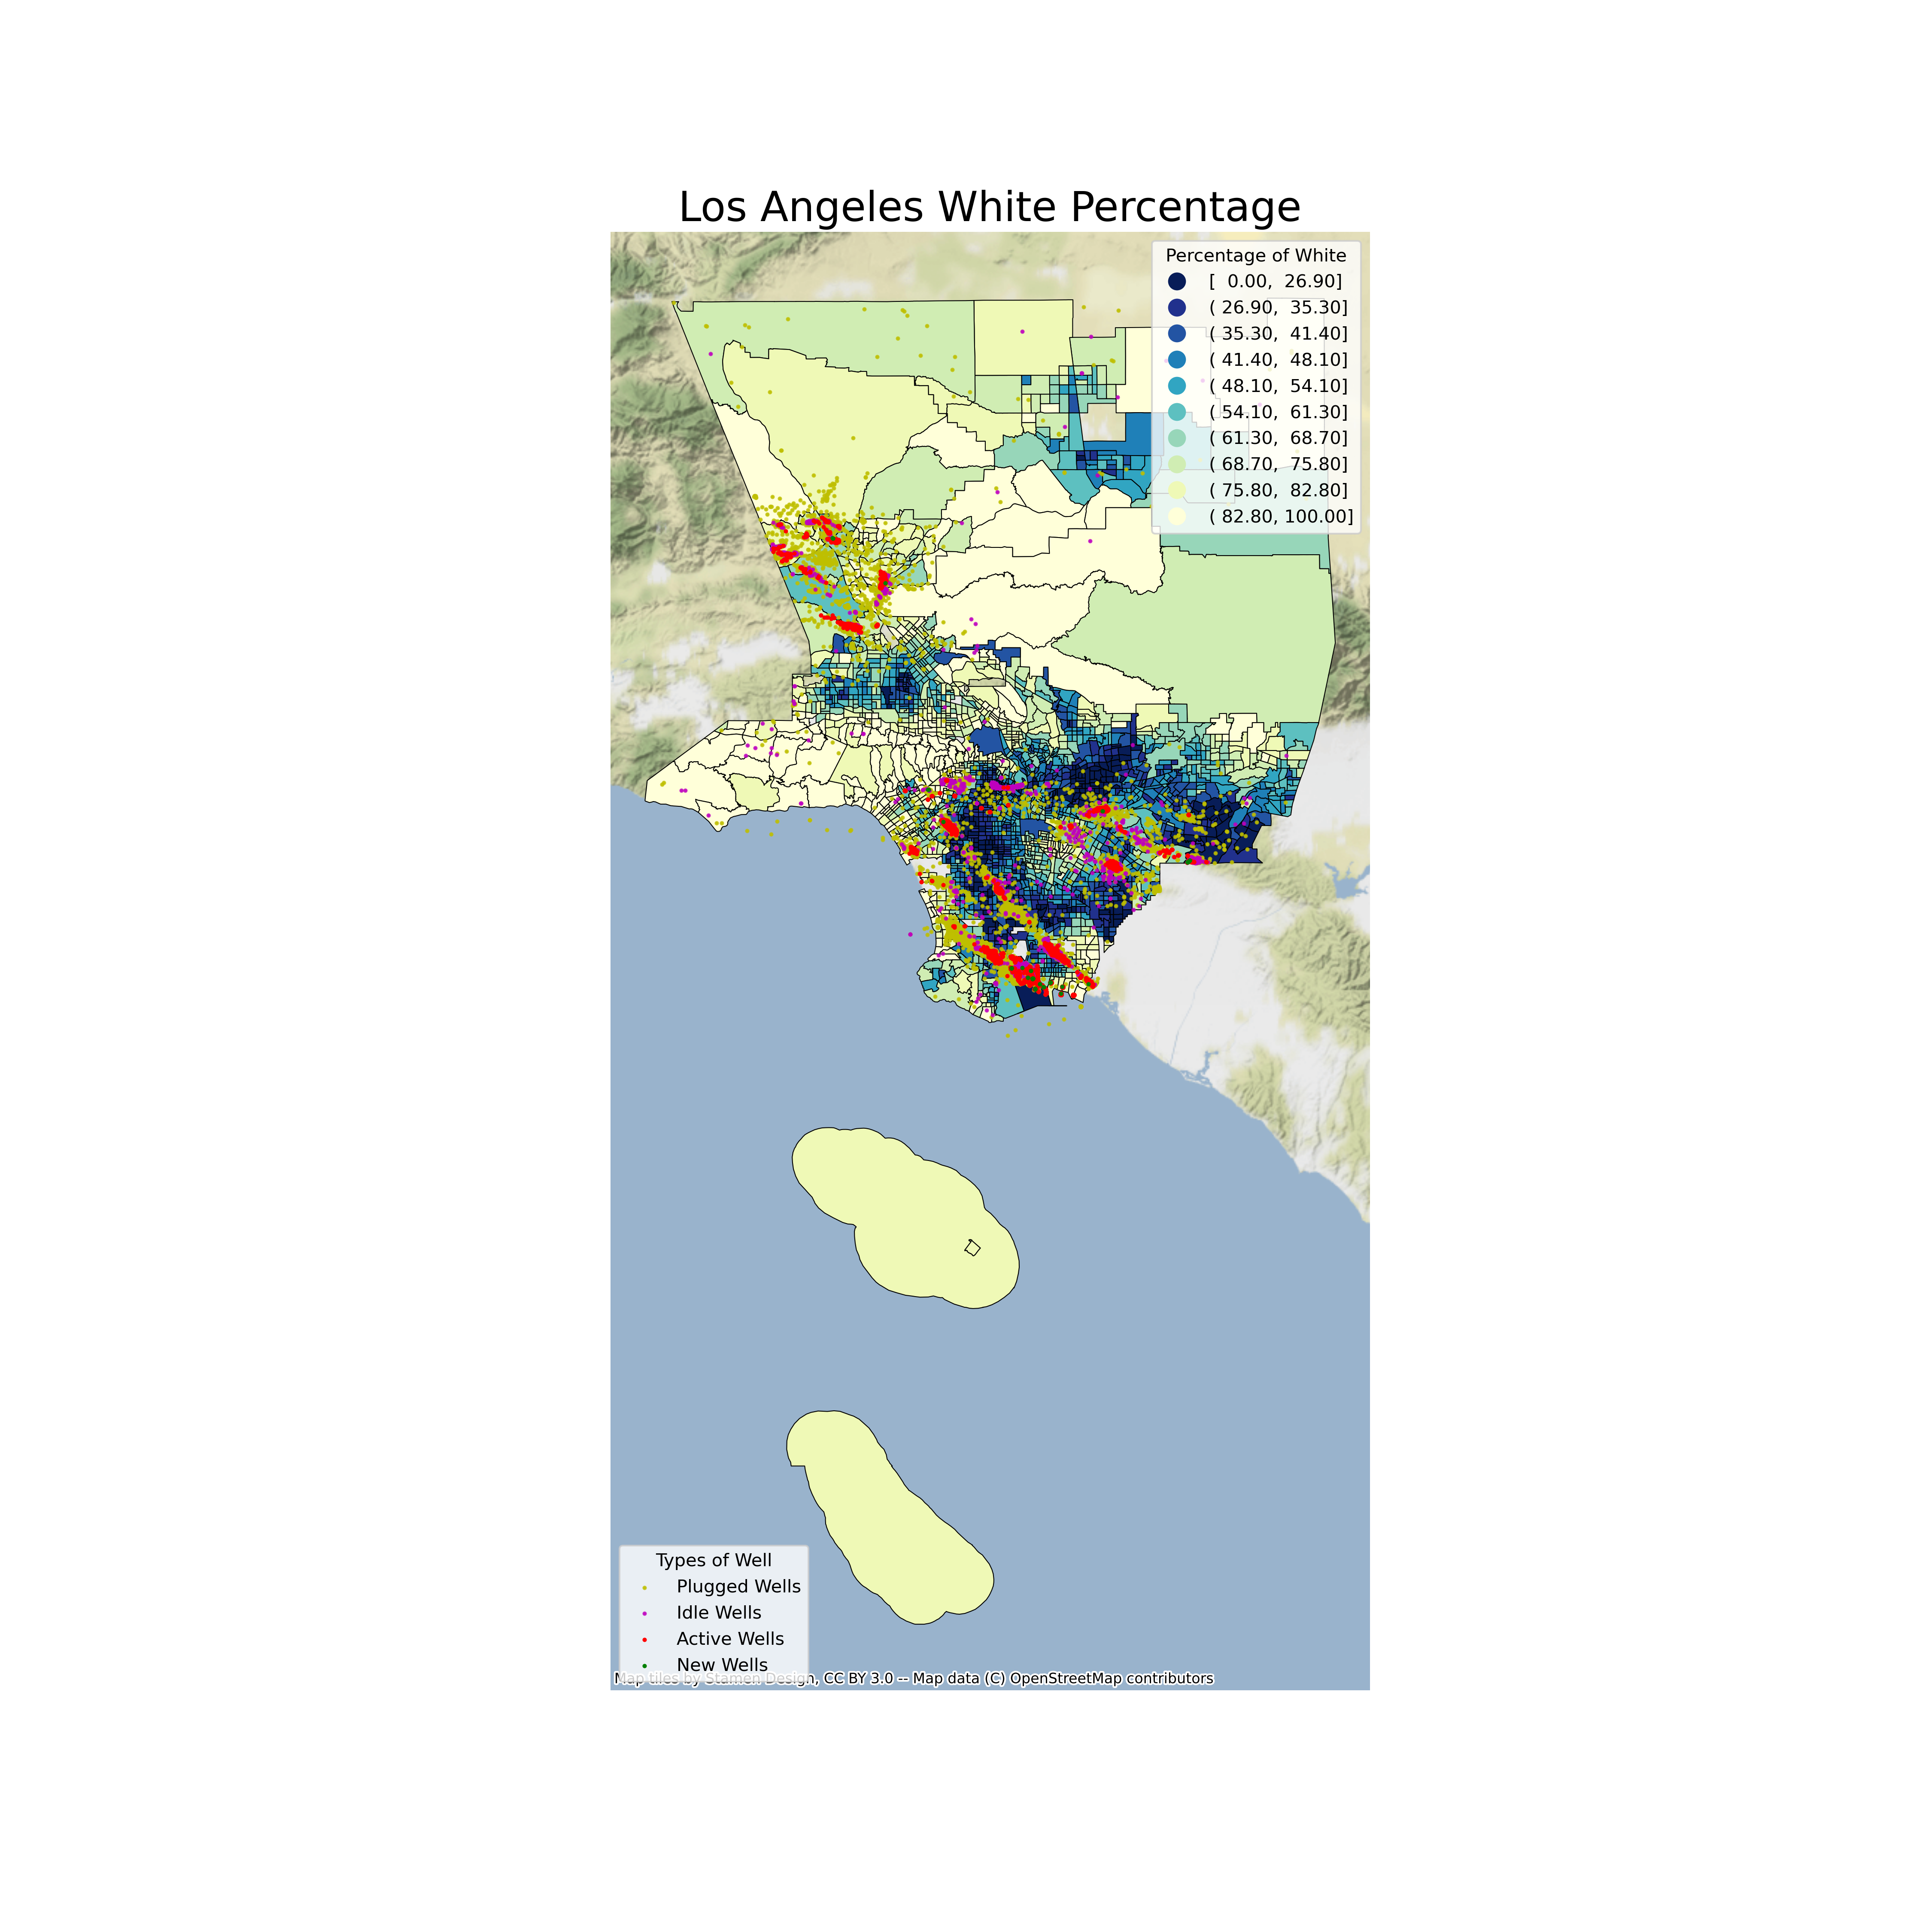 Los Angeles White Percentage
Percentage of White
[  0.00,  26.90]
( 26.90,  35.30]
( 35.30,  41.40]
( 41.40,  48.10]
( 48.10,  54.10]
( 54.10,  61.30]
( 61.30,  68.70]
( 68.70,  75.80]
( 75.80,  82.80]
( 82.80, 100.00]
Types of Well
Plugged Wells
Idle Wells
Active Wells
New Wells
Map tiles by Stamen Design, CC BY 3.0 -- Map data (C) OpenStreetMap contributors